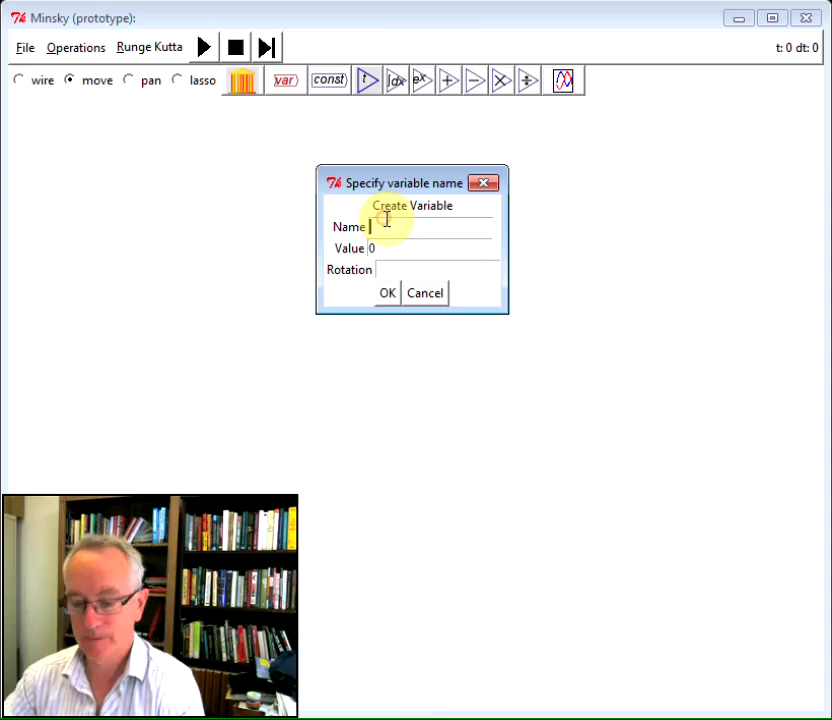 Minsky (prototype):
File Operations Runge Kutta t: 0 dt: 0
wire move pan lasso var const t ∫dx eˣ + − × ÷
Specify variable name
Create Variable
Name
Value 0
Rotation
OK Cancel